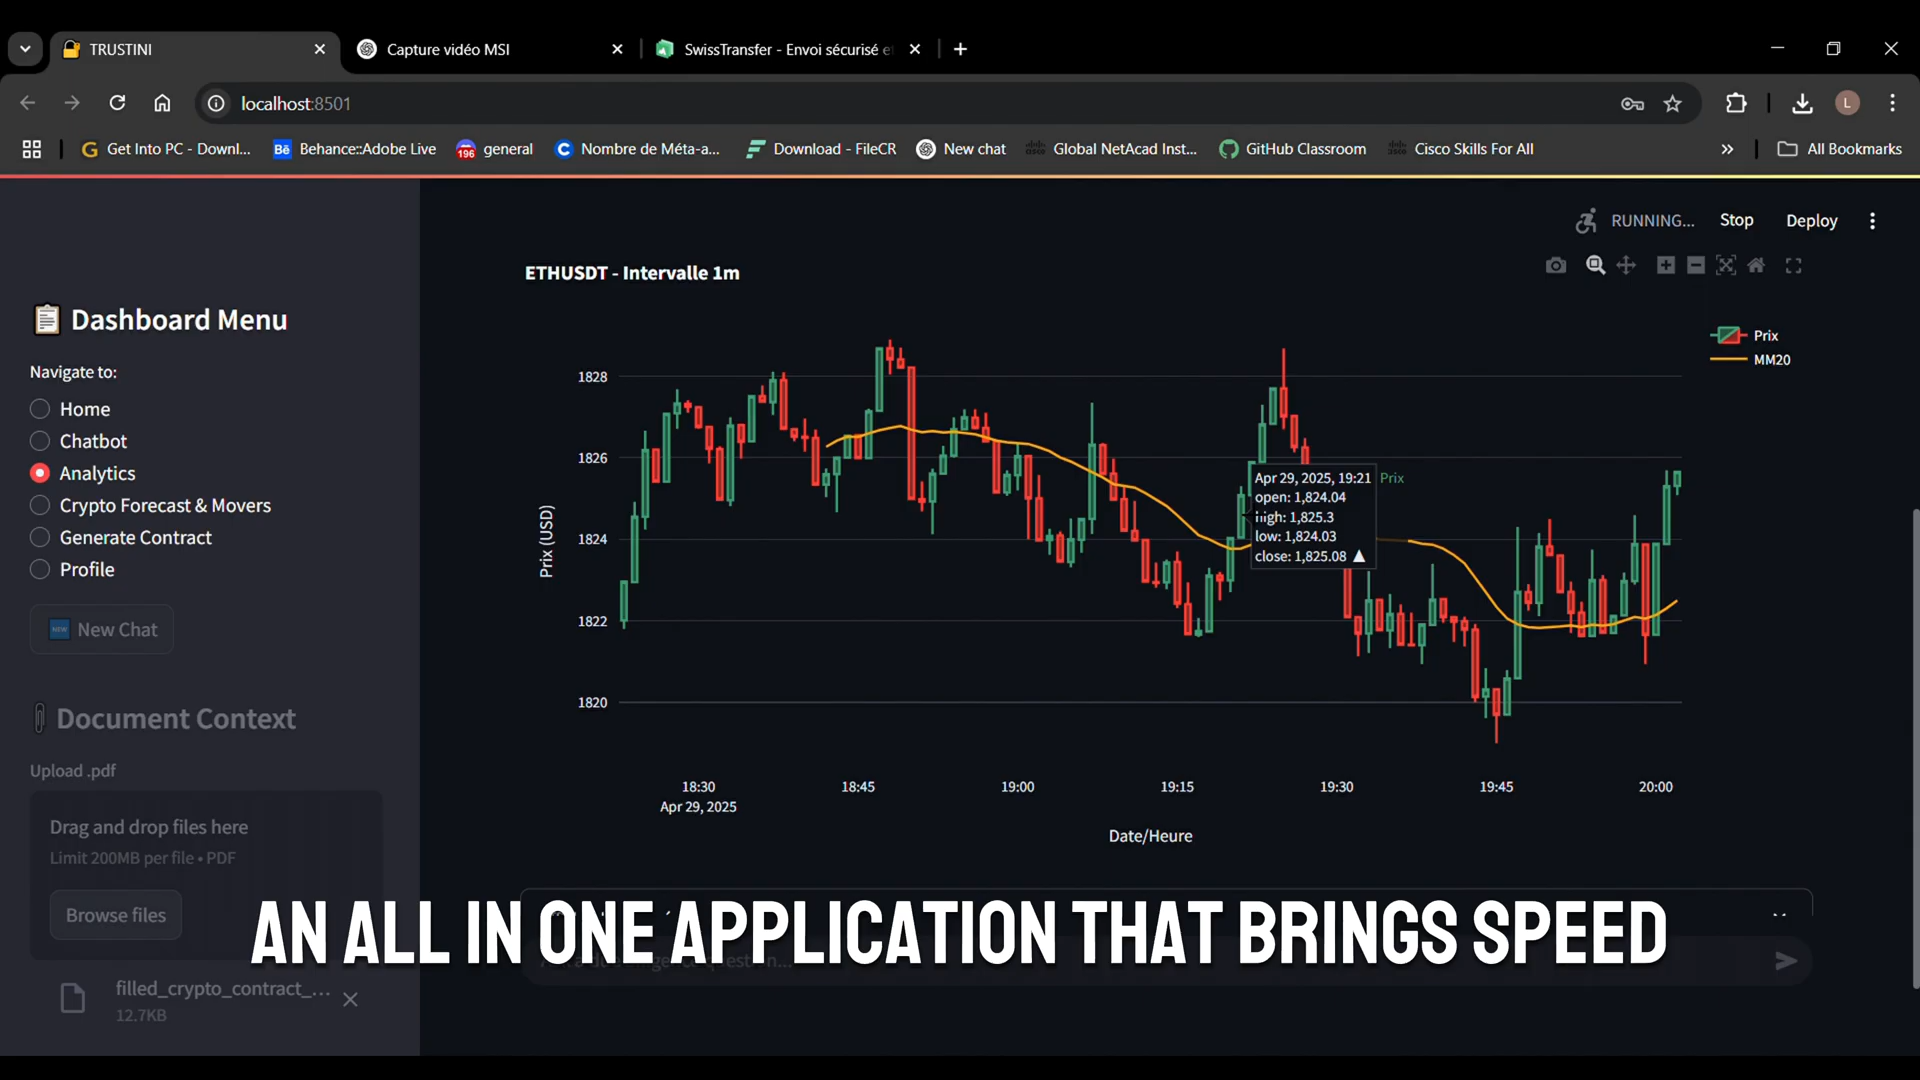 TRUSTINI
Capture vidéo MSI
SwissTransfer - Envoi sécurisé e
localhost:8501
Get Into PC - Downl...
Behance::Adobe Live
196
general
Nombre de Méta-a...
Download - FileCR
New chat
Global NetAcad Inst...
GitHub Classroom
Cisco Skills For All
All Bookmarks
RUNNING...
Stop
Deploy
Dashboard Menu
Navigate to:
Home
Chatbot
Analytics
Crypto Forecast & Movers
Generate Contract
Profile
New Chat
Document Context
Upload .pdf
Drag and drop files here
Limit 200MB per file • PDF
Browse files
filled_crypto_contract_...
12.7KB
ETHUSDT - Intervalle 1m
Prix
MM20
Prix (USD)
1828
1826
1824
1822
1820
Apr 29, 2025, 19:21
open: 1,824.04
high: 1,825.3
low: 1,824.03
close: 1,825.08 ▲
Prix
18:30
Apr 29, 2025
18:45
19:00
19:15
19:30
19:45
20:00
Date/Heure
AN ALL IN ONE APPLICATION THAT BRINGS SPEED